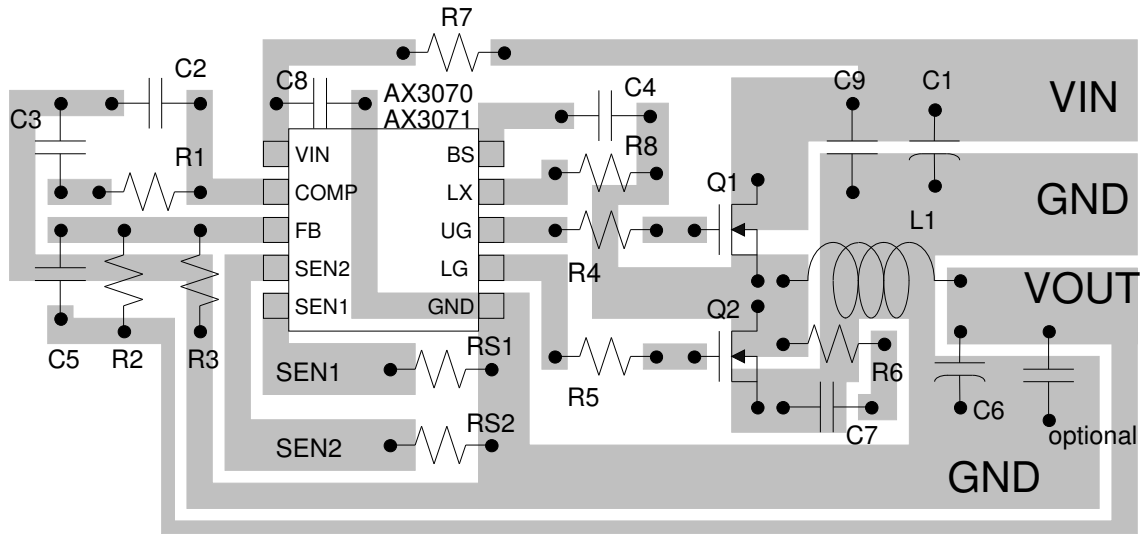 R7
C2
C8
C4
C9
C1
AX3070
AX3071
VIN
C3
R1
VIN
BS
R8
COMP
LX
Q1
GND
FB
UG
L1
SEN2
LG
R4
VOUT
SEN1
GND
Q2
C5
R2
R3
RS1
SEN1
R5
R6
C6
RS2
SEN2
C7
optional
GND